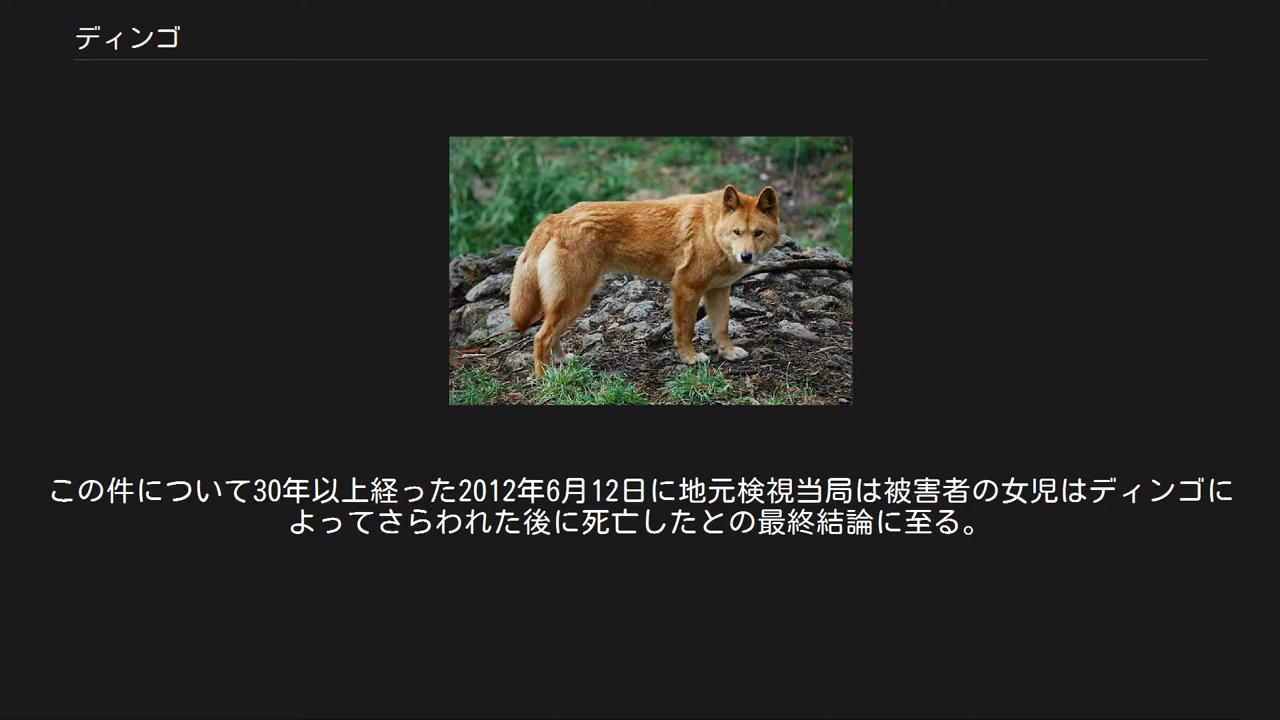 ディンゴ
この件について30年以上経った2012年6月12日に地元検視当局は被害者の女児はディンゴに
よってさらわれた後に死亡したとの最終結論に至る。